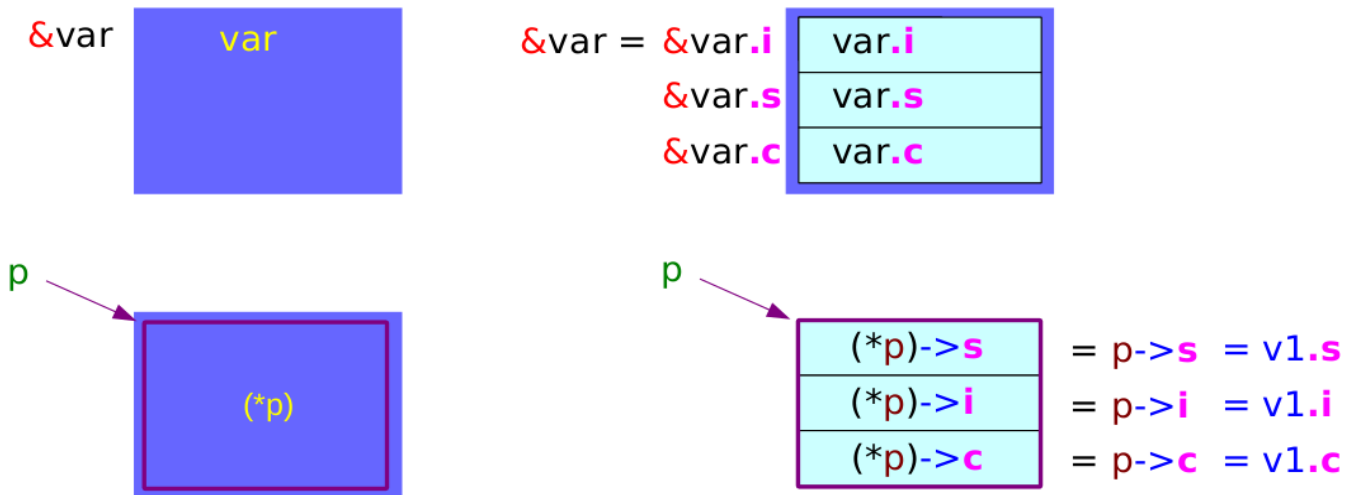 &var var
&var = &var.i var.i
&var.s var.s
&var.c var.c
p
(*p)
p
(*p)->s = p->s = v1.s
(*p)->i = p->i = v1.i
(*p)->c = p->c = v1.c